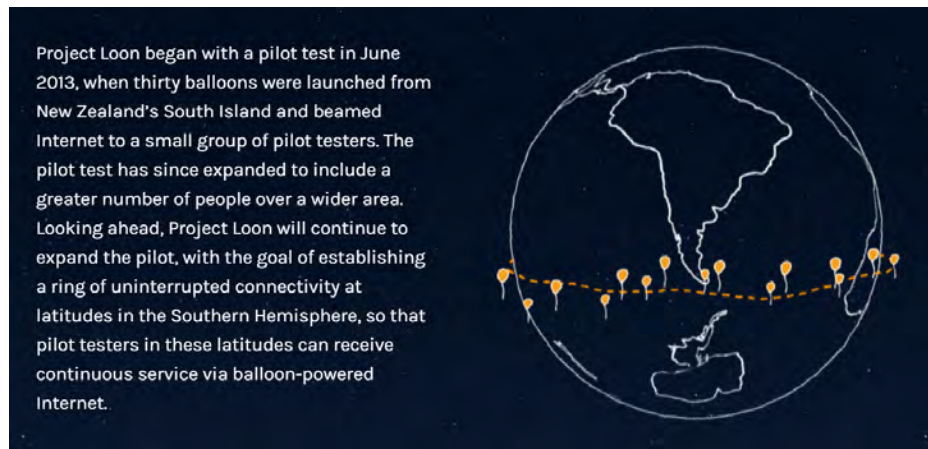 Project Loon began with a pilot test in June
2013, when thirty balloons were launched from
New Zealand's South Island and beamed
Internet to a small group of pilot testers. The
pilot test has since expanded to include a
greater number of people over a wider area.
Looking ahead, Project Loon will continue to
expand the pilot, with the goal of establishing
a ring of uninterrupted connectivity at
latitudes in the Southern Hemisphere, so that
pilot testers in these latitudes can receive
continuous service via balloon-powered
Internet.